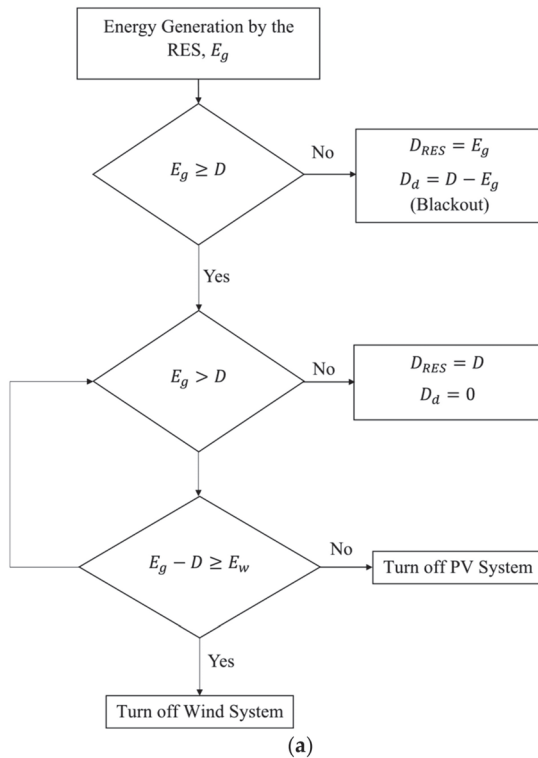 Energy Generation by the
RES, E_g
E_g ≥ D
No
D_RES = E_g
D_d = D − E_g
(Blackout)
Yes
E_g > D
No
D_RES = D
D_d = 0
E_g − D ≥ E_w
No
Turn off PV System
Yes
Turn off Wind System
(a)